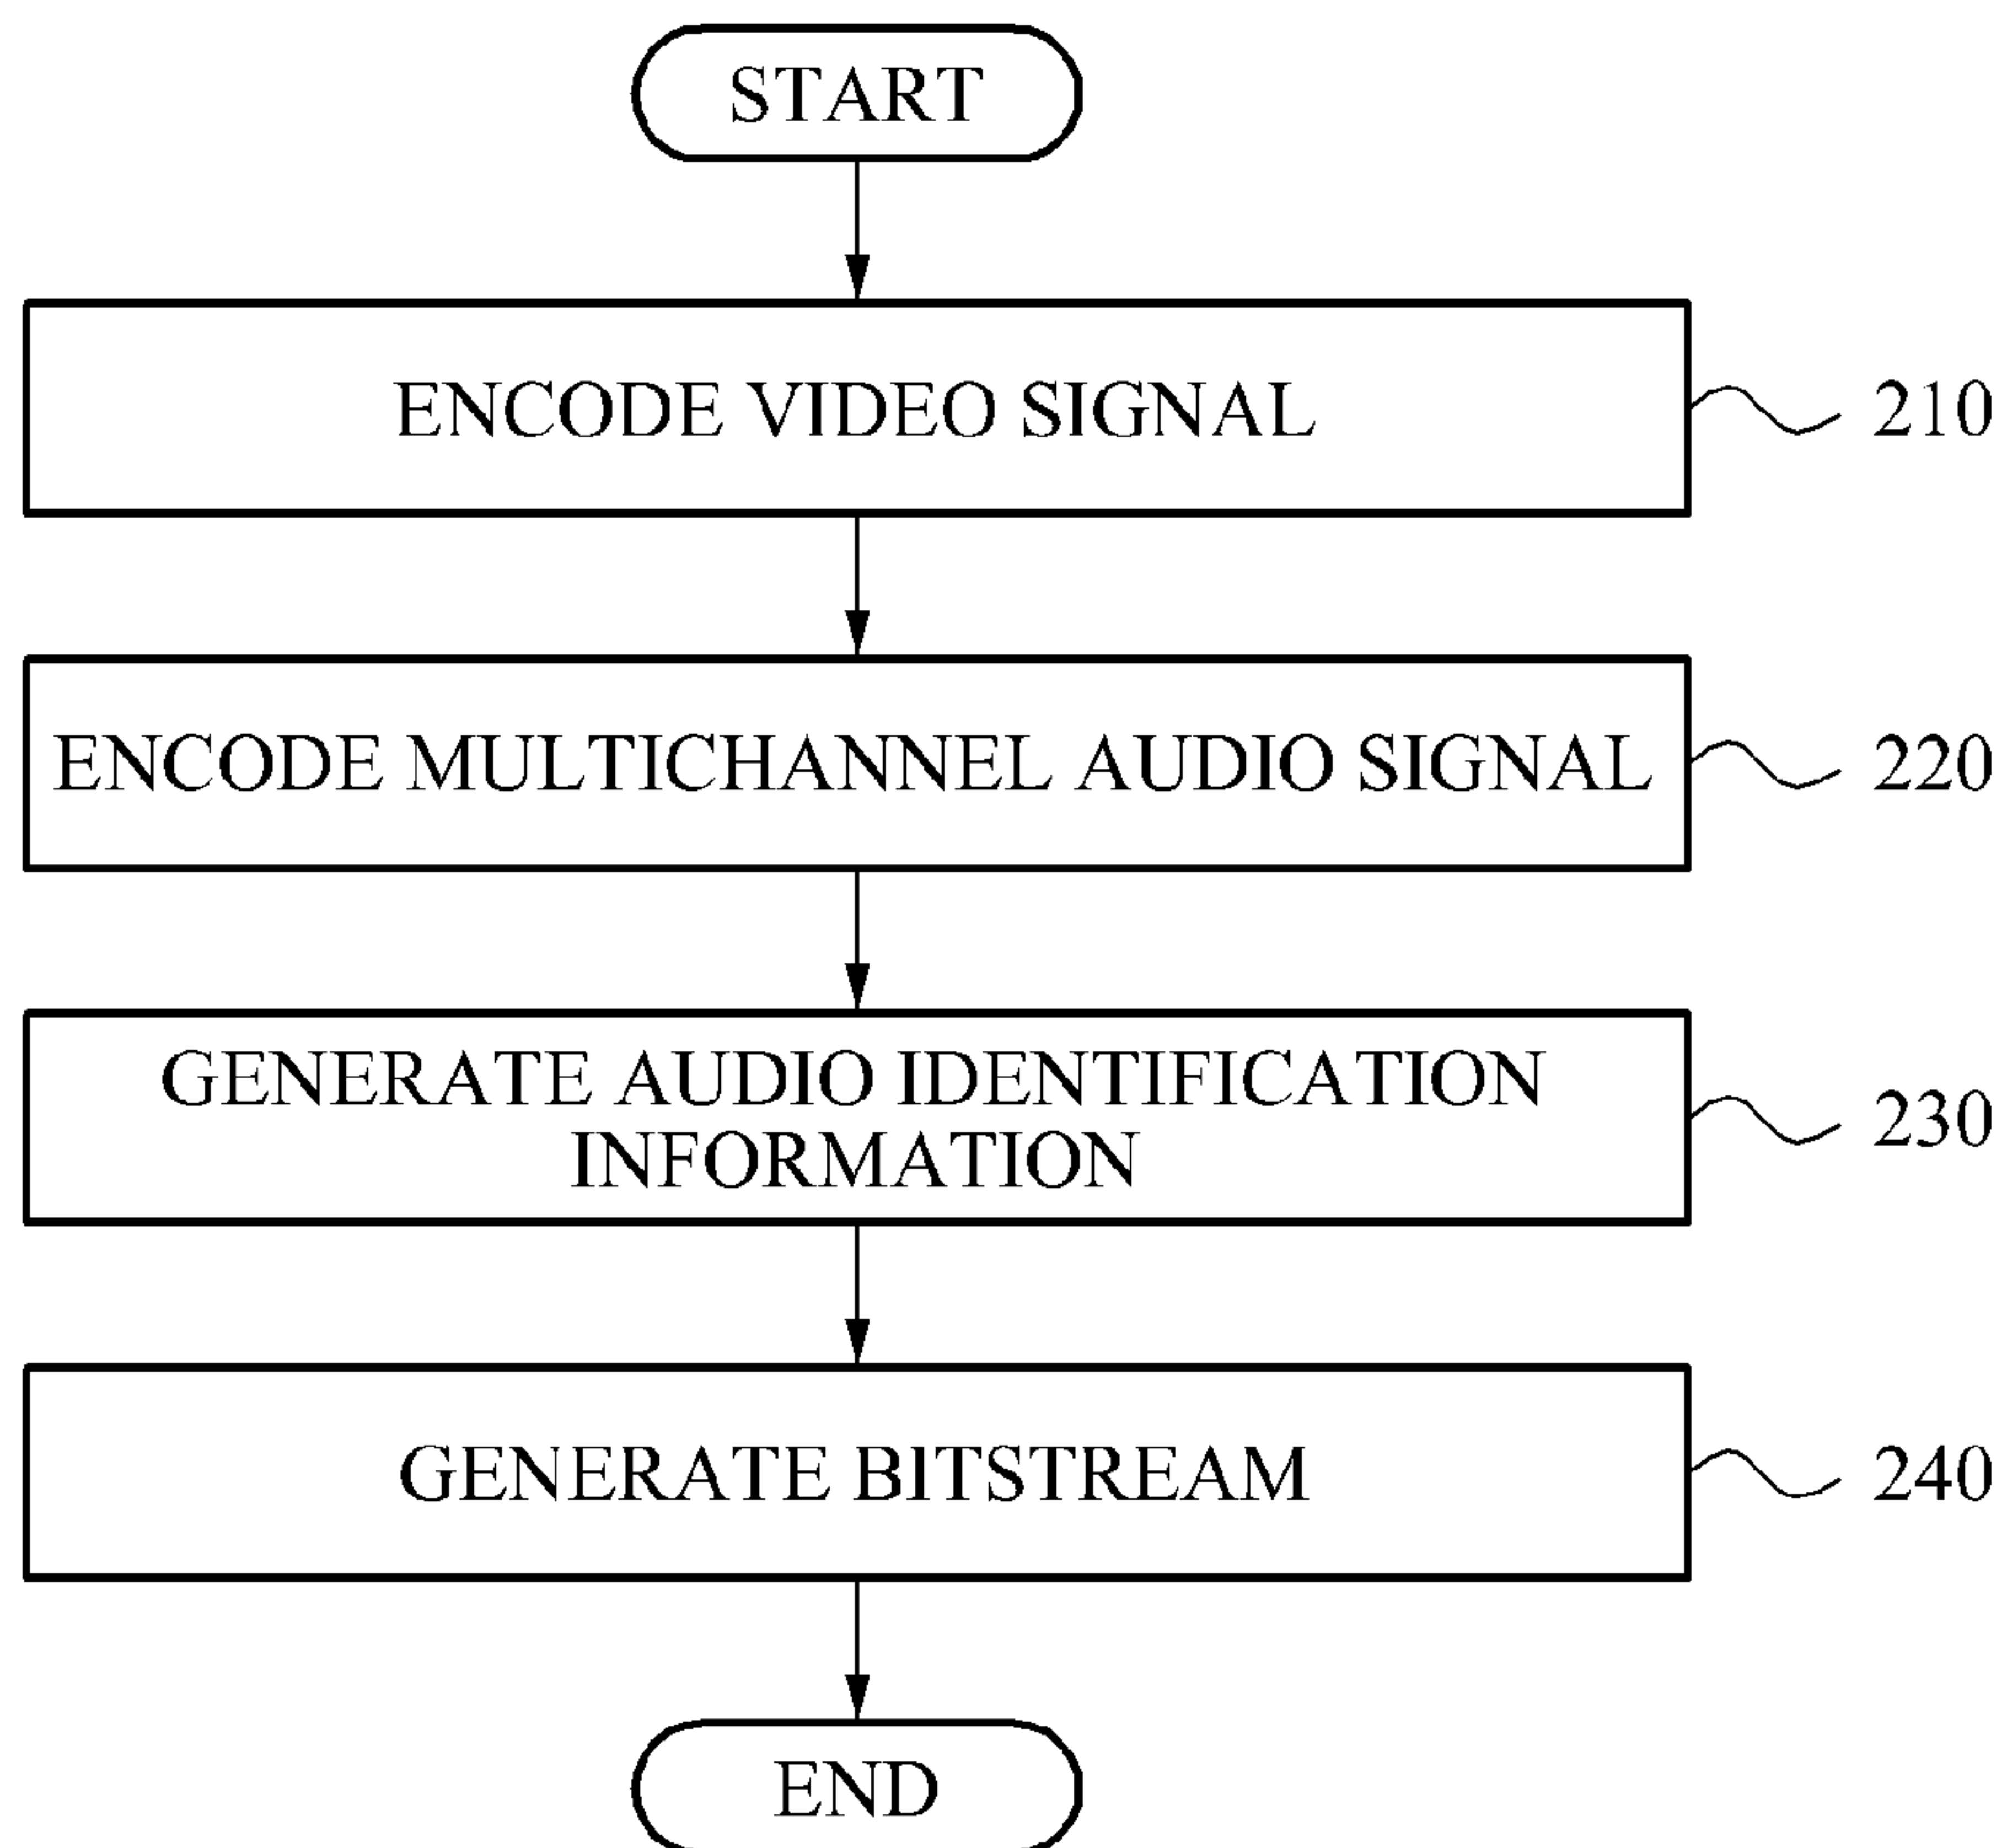 START
ENCODE VIDEO SIGNAL
210
ENCODE MULTICHANNEL AUDIO SIGNAL
220
GENERATE AUDIO IDENTIFICATION
INFORMATION
230
GENERATE BITSTREAM
240
END